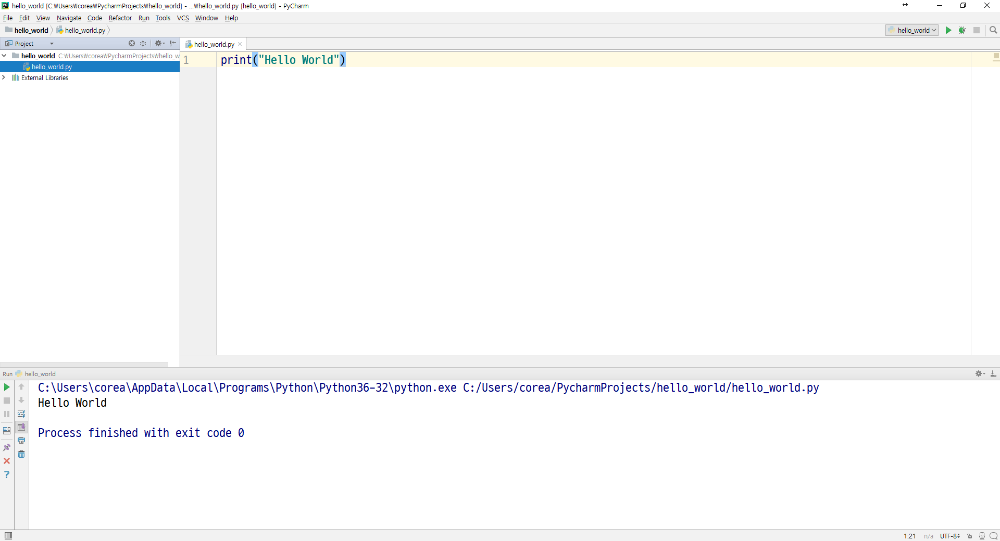 hello_world [C:₩Users₩corea₩PycharmProjects₩hello_world] - ...₩hello_world.py [hello_world] - PyCharm
File Edit View Navigate Code Refactor Run Tools VCS Window Help
hello_world hello_world.py hello_world
Project hello_world.py
hello_world C:₩Users₩corea₩PycharmProjects₩hello_w
hello_world.py
External Libraries
1 print("Hello World")
Run hello_world
C:\Users\corea\AppData\Local\Programs\Python\Python36-32\python.exe C:/Users/corea/PycharmProjects/hello_world/hello_world.py
Hello World
Process finished with exit code 0
1:21 n/a UTF-8